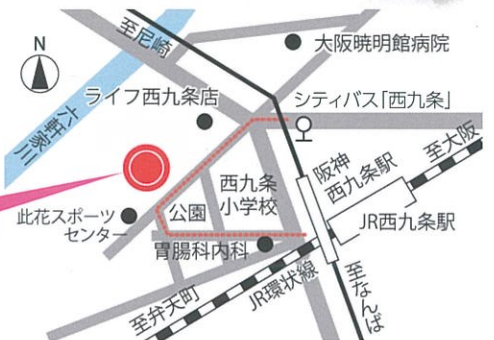 N
至尼崎
大阪暁明館病院
ライフ西九条店
シティバス「西九条」
六軒家川
至大阪
阪神
西九条駅
西九条
小学校
公園
此花スポーツ
センター
JR西九条駅
胃腸科内科
JR環状線
至弁天町
至なんば